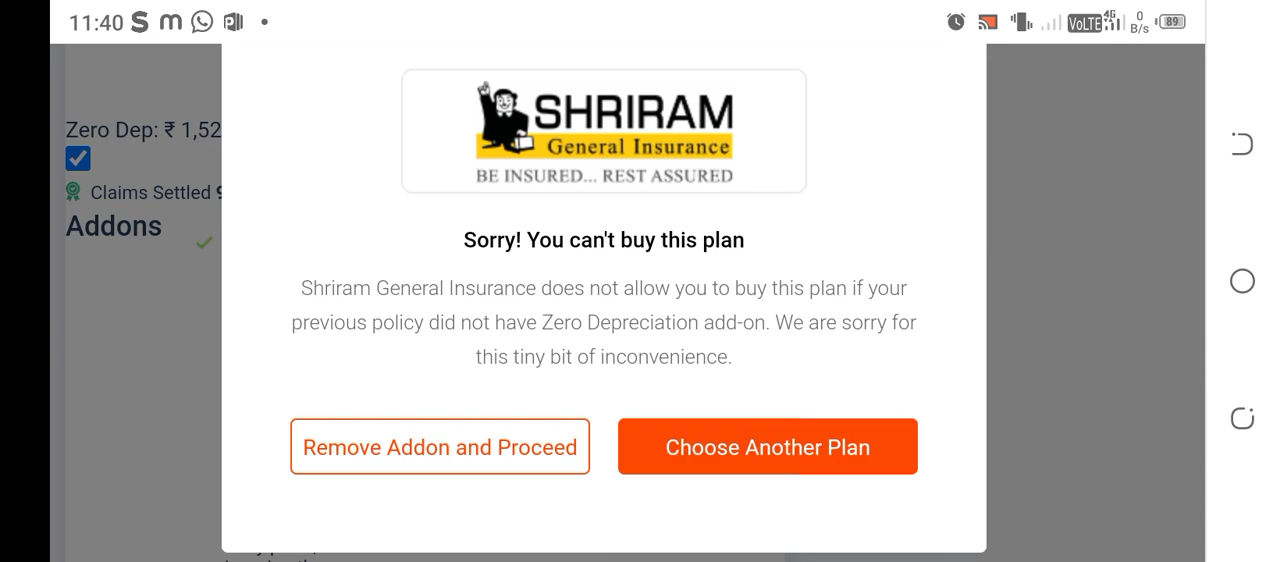 11:40
VoLTE 4G 0 B/s 89
SHRIRAM
General Insurance
BE INSURED... REST ASSURED
Zero Dep: ₹ 1,52
Claims Settled
Addons
Sorry! You can't buy this plan
Shriram General Insurance does not allow you to buy this plan if your
previous policy did not have Zero Depreciation add-on. We are sorry for
this tiny bit of inconvenience.
Remove Addon and Proceed
Choose Another Plan